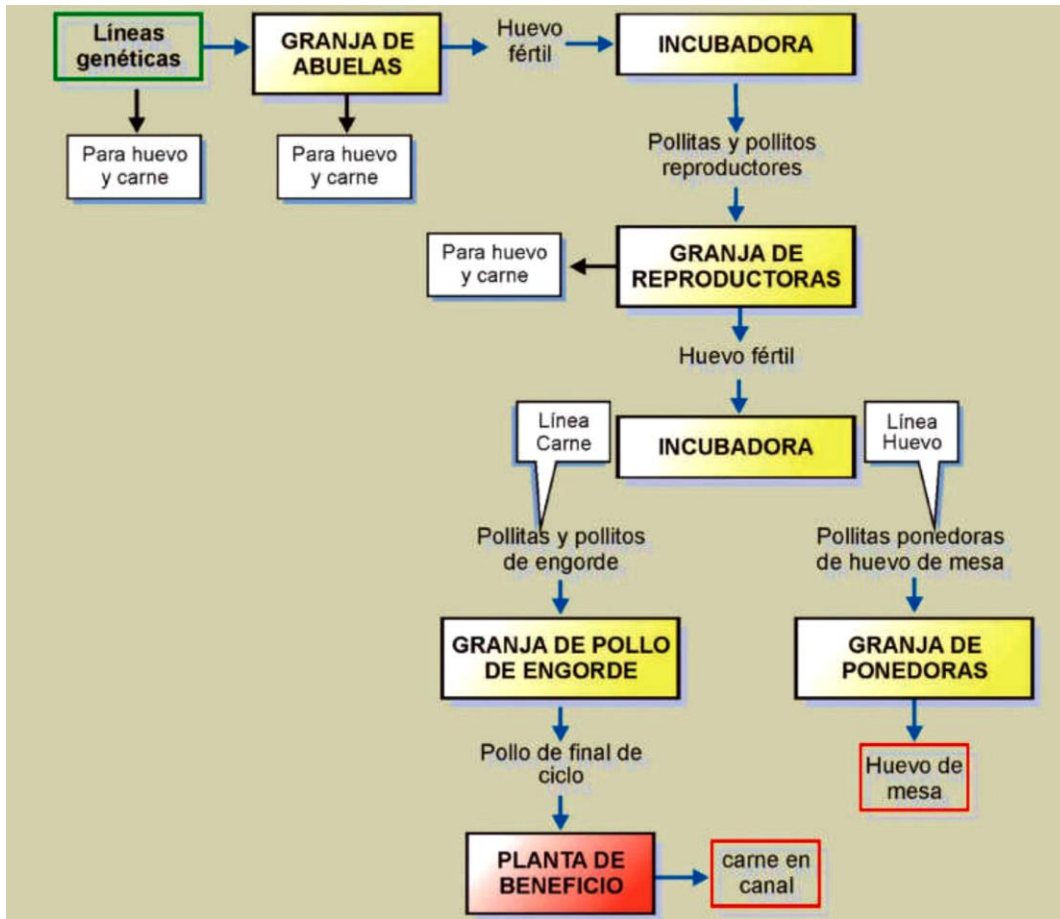 Líneas
genéticas
GRANJA DE
ABUELAS
Huevo
fértil
INCUBADORA
Para huevo
y carne
Para huevo
y carne
Pollitas y pollitos
reproductores
Para huevo
y carne
GRANJA DE
REPRODUCTORAS
Huevo fértil
Línea
Carne
INCUBADORA
Línea
Huevo
Pollitas y pollitos
de engorde
Pollitas ponedoras
de huevo de mesa
GRANJA DE POLLO
DE ENGORDE
GRANJA DE
PONEDORAS
Pollo de final de
ciclo
Huevo de
mesa
PLANTA DE
BENEFICIO
carne en
canal